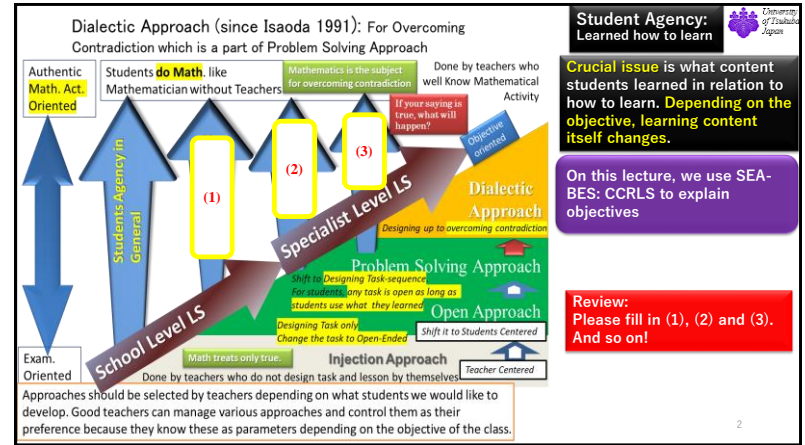 Dialectic Approach (since Isaoda 1991): For Overcoming
Contradiction which is a part of Problem Solving Approach
Authentic
Math. Act.
Oriented
Students do Math. like
Mathematician without Teachers
Mathematics is the subject
for overcoming contradiction
Done by teachers who
well Know Mathematical
Activity
If your saying is
true, what will
happen?
Objective
oriented
(1)
(2)
(3)
Students Agency in
General
School Level LS
Specialist Level LS
Dialectic
Approach
Designing up to overcoming contradiction
Problem Solving Approach
Shift to Designing Task-sequence.
For students, any task is open as long as
students use what they learned
Open Approach
Designing Task only
Change the task to Open-Ended
Shift it to Students Centered
Math treats only true.
Injection Approach
Teacher Centered
Done by teachers who do not design task and lesson by themselves
Exam.
Oriented
Approaches should be selected by teachers depending on what students we would like to
develop. Good teachers can manage various approaches and control them as their
preference because they know these as parameters depending on the objective of the class.
Student Agency:
Learned how to learn
University
of Tsukuba
Japan
Crucial issue is what content
students learned in relation to
how to learn. Depending on the
objective, learning content
itself changes.
On this lecture, we use SEA-
BES: CCRLS to explain
objectives
Review:
Please fill in (1), (2) and (3).
And so on!
2